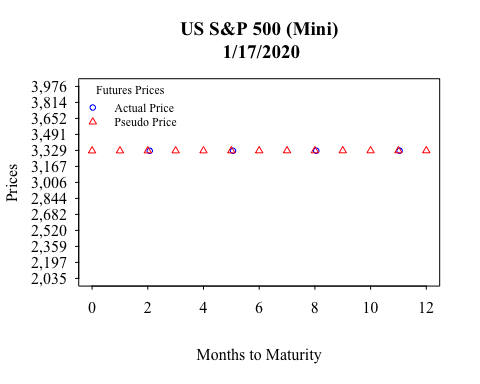 US S&P 500 (Mini)
1/17/2020
Futures Prices
Actual Price
Pseudo Price
Prices
3,976
3,814
3,652
3,491
3,329
3,167
3,006
2,844
2,682
2,520
2,359
2,197
2,035
0 2 4 6 8 10 12
Months to Maturity